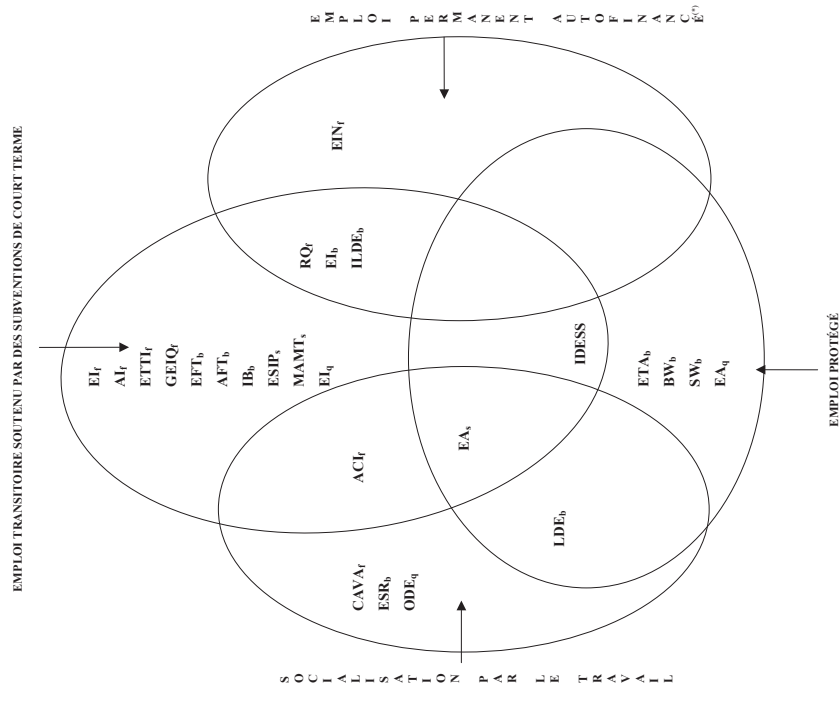 EMPLOI TRANSITOIRE SOUTENU PAR DES SUBVENTIONS DE COURT TERME
SOCIALISATION PAR LE TRAVAIL
EMPLOI PERMANENT AUTOFINANCÉ(*)
EIf
AIf
ETTIf
GEIQf
EFTb
AFTb
IBb
ESIPs
MAMTs
EIq
RQf
EIb
ILDEb
EINf
ACIf
CAVAf
ESRb
ODEq
EAs
LDEb
IDESS
ETAb
BWb
SWb
EAq
EMPLOI PROTÉGÉ